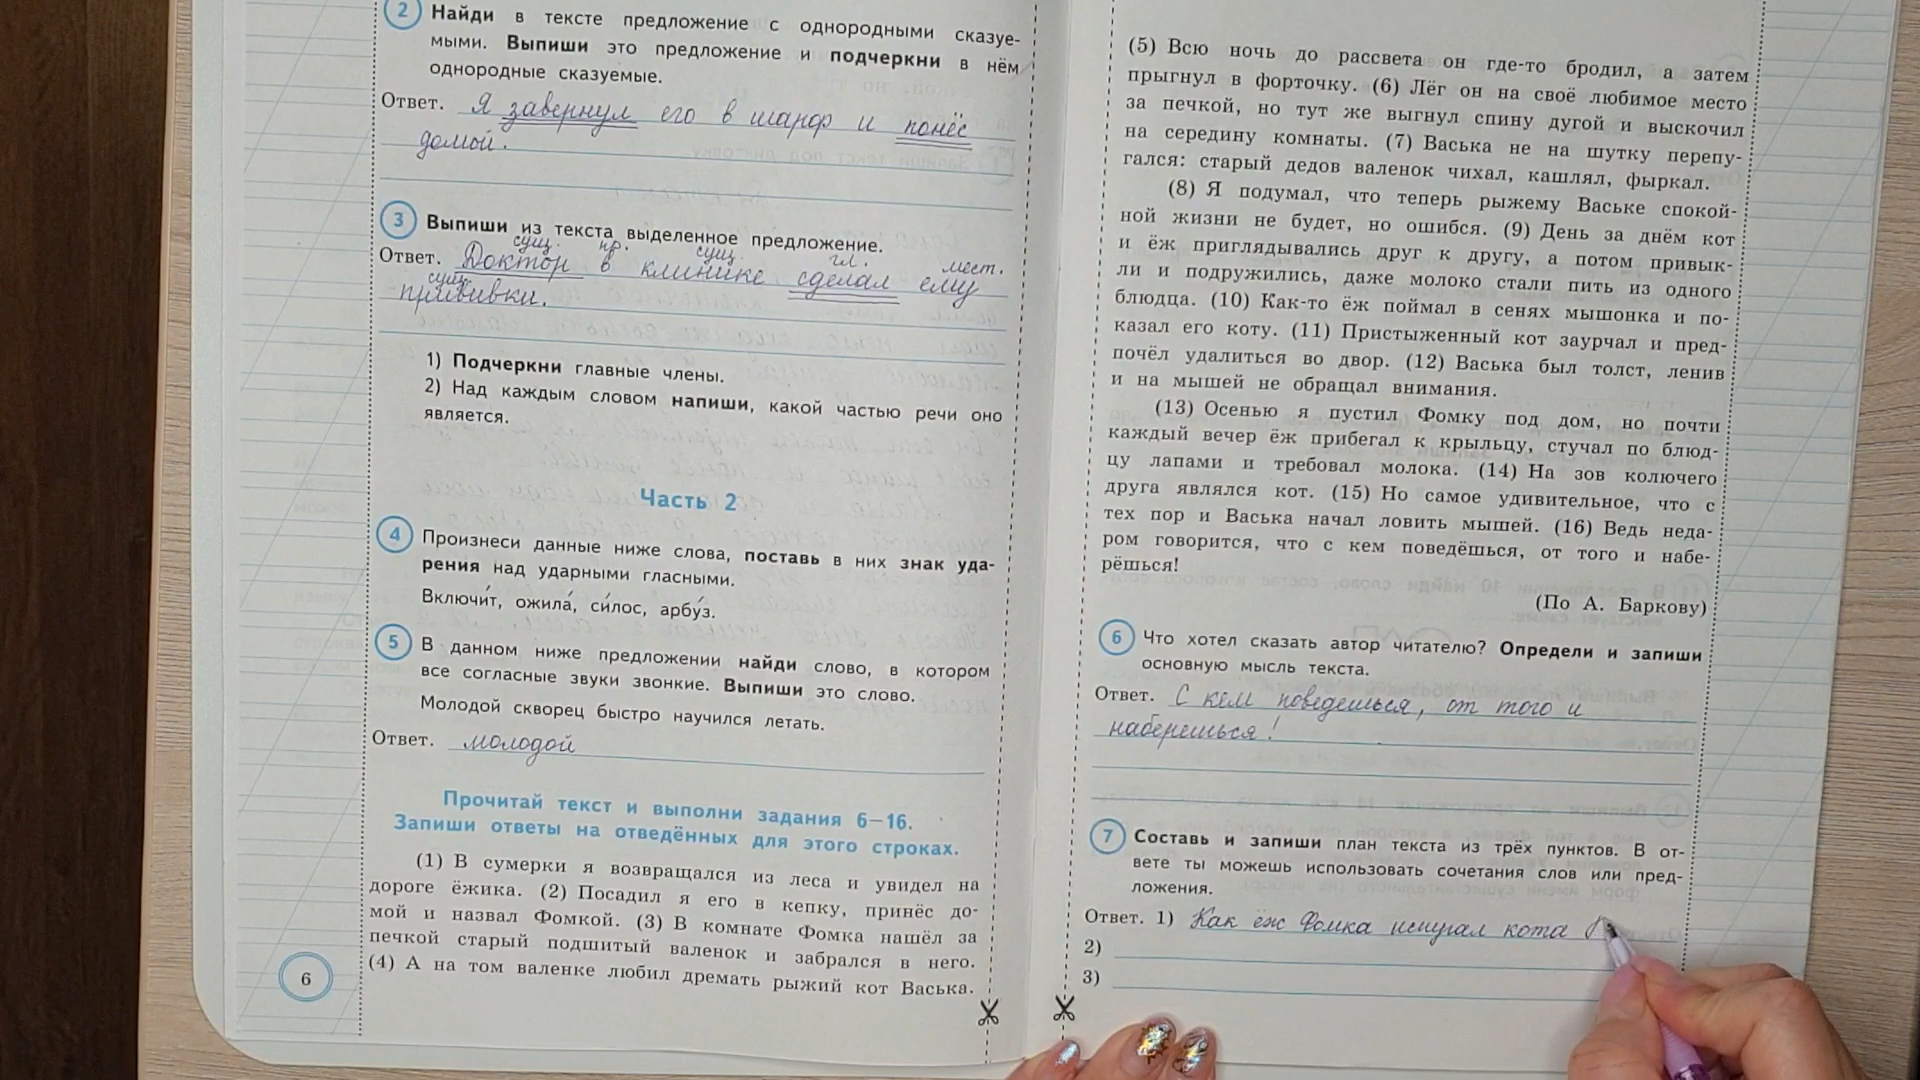 2 Найди в тексте предложение с однородными сказуе-
мыми. Выпиши это предложение и подчеркни в нём
однородные сказуемые.
Ответ. Я завернул его в шарф и понёс
домой.
3 Выпиши из текста выделенное предложение.
сущ. пр. сущ. гл. мест.
Ответ. Доктор в клинике сделал ему
сущ.
прививки.
1) Подчеркни главные члены.
2) Над каждым словом напиши, какой частью речи оно
является.
Часть 2
4 Произнеси данные ниже слова, поставь в них знак уда-
рения над ударными гласными.
Включи́т, ожила́, си́лос, арбу́з.
5 В данном ниже предложении найди слово, в котором
все согласные звуки звонкие. Выпиши это слово.
Молодой скворец быстро научился летать.
Ответ. молодой
Прочитай текст и выполни задания 6–16.
Запиши ответы на отведённых для этого строках.
(1) В сумерки я возвращался из леса и увидел на
дороге ёжика. (2) Посадил я его в кепку, принёс до-
мой и назвал Фомкой. (3) В комнате Фомка нашёл за
печкой старый подшитый валенок и забрался в него.
(4) А на том валенке любил дремать рыжий кот Васька.
6
(5) Всю ночь до рассвета он где-то бродил, а затем
прыгнул в форточку. (6) Лёг он на своё любимое место
за печкой, но тут же выгнул спину дугой и выскочил
на середину комнаты. (7) Васька не на шутку перепу-
гался: старый дедов валенок чихал, кашлял, фыркал.
(8) Я подумал, что теперь рыжему Ваське спокой-
ной жизни не будет, но ошибся. (9) День за днём кот
и ёж приглядывались друг к другу, а потом привык-
ли и подружились, даже молоко стали пить из одного
блюдца. (10) Как-то ёж поймал в сенях мышонка и по-
казал его коту. (11) Пристыженный кот заурчал и пред-
почёл удалиться во двор. (12) Васька был толст, ленив
и на мышей не обращал внимания.
(13) Осенью я пустил Фомку под дом, но почти
каждый вечер ёж прибегал к крыльцу, стучал по блюд-
цу лапами и требовал молока. (14) На зов колючего
друга являлся кот. (15) Но самое удивительное, что с
тех пор и Васька начал ловить мышей. (16) Ведь неда-
ром говорится, что с кем поведёшься, от того и набе-
рёшься!
(По А. Баркову)
6 Что хотел сказать автор читателю? Определи и запиши
основную мысль текста.
Ответ. С кем поведешься, от того и
наберешься!
7 Составь и запиши план текста из трёх пунктов. В от-
вете ты можешь использовать сочетания слов или пред-
ложения.
Ответ. 1) Как ёж Фомка испугал кота
2)
3)